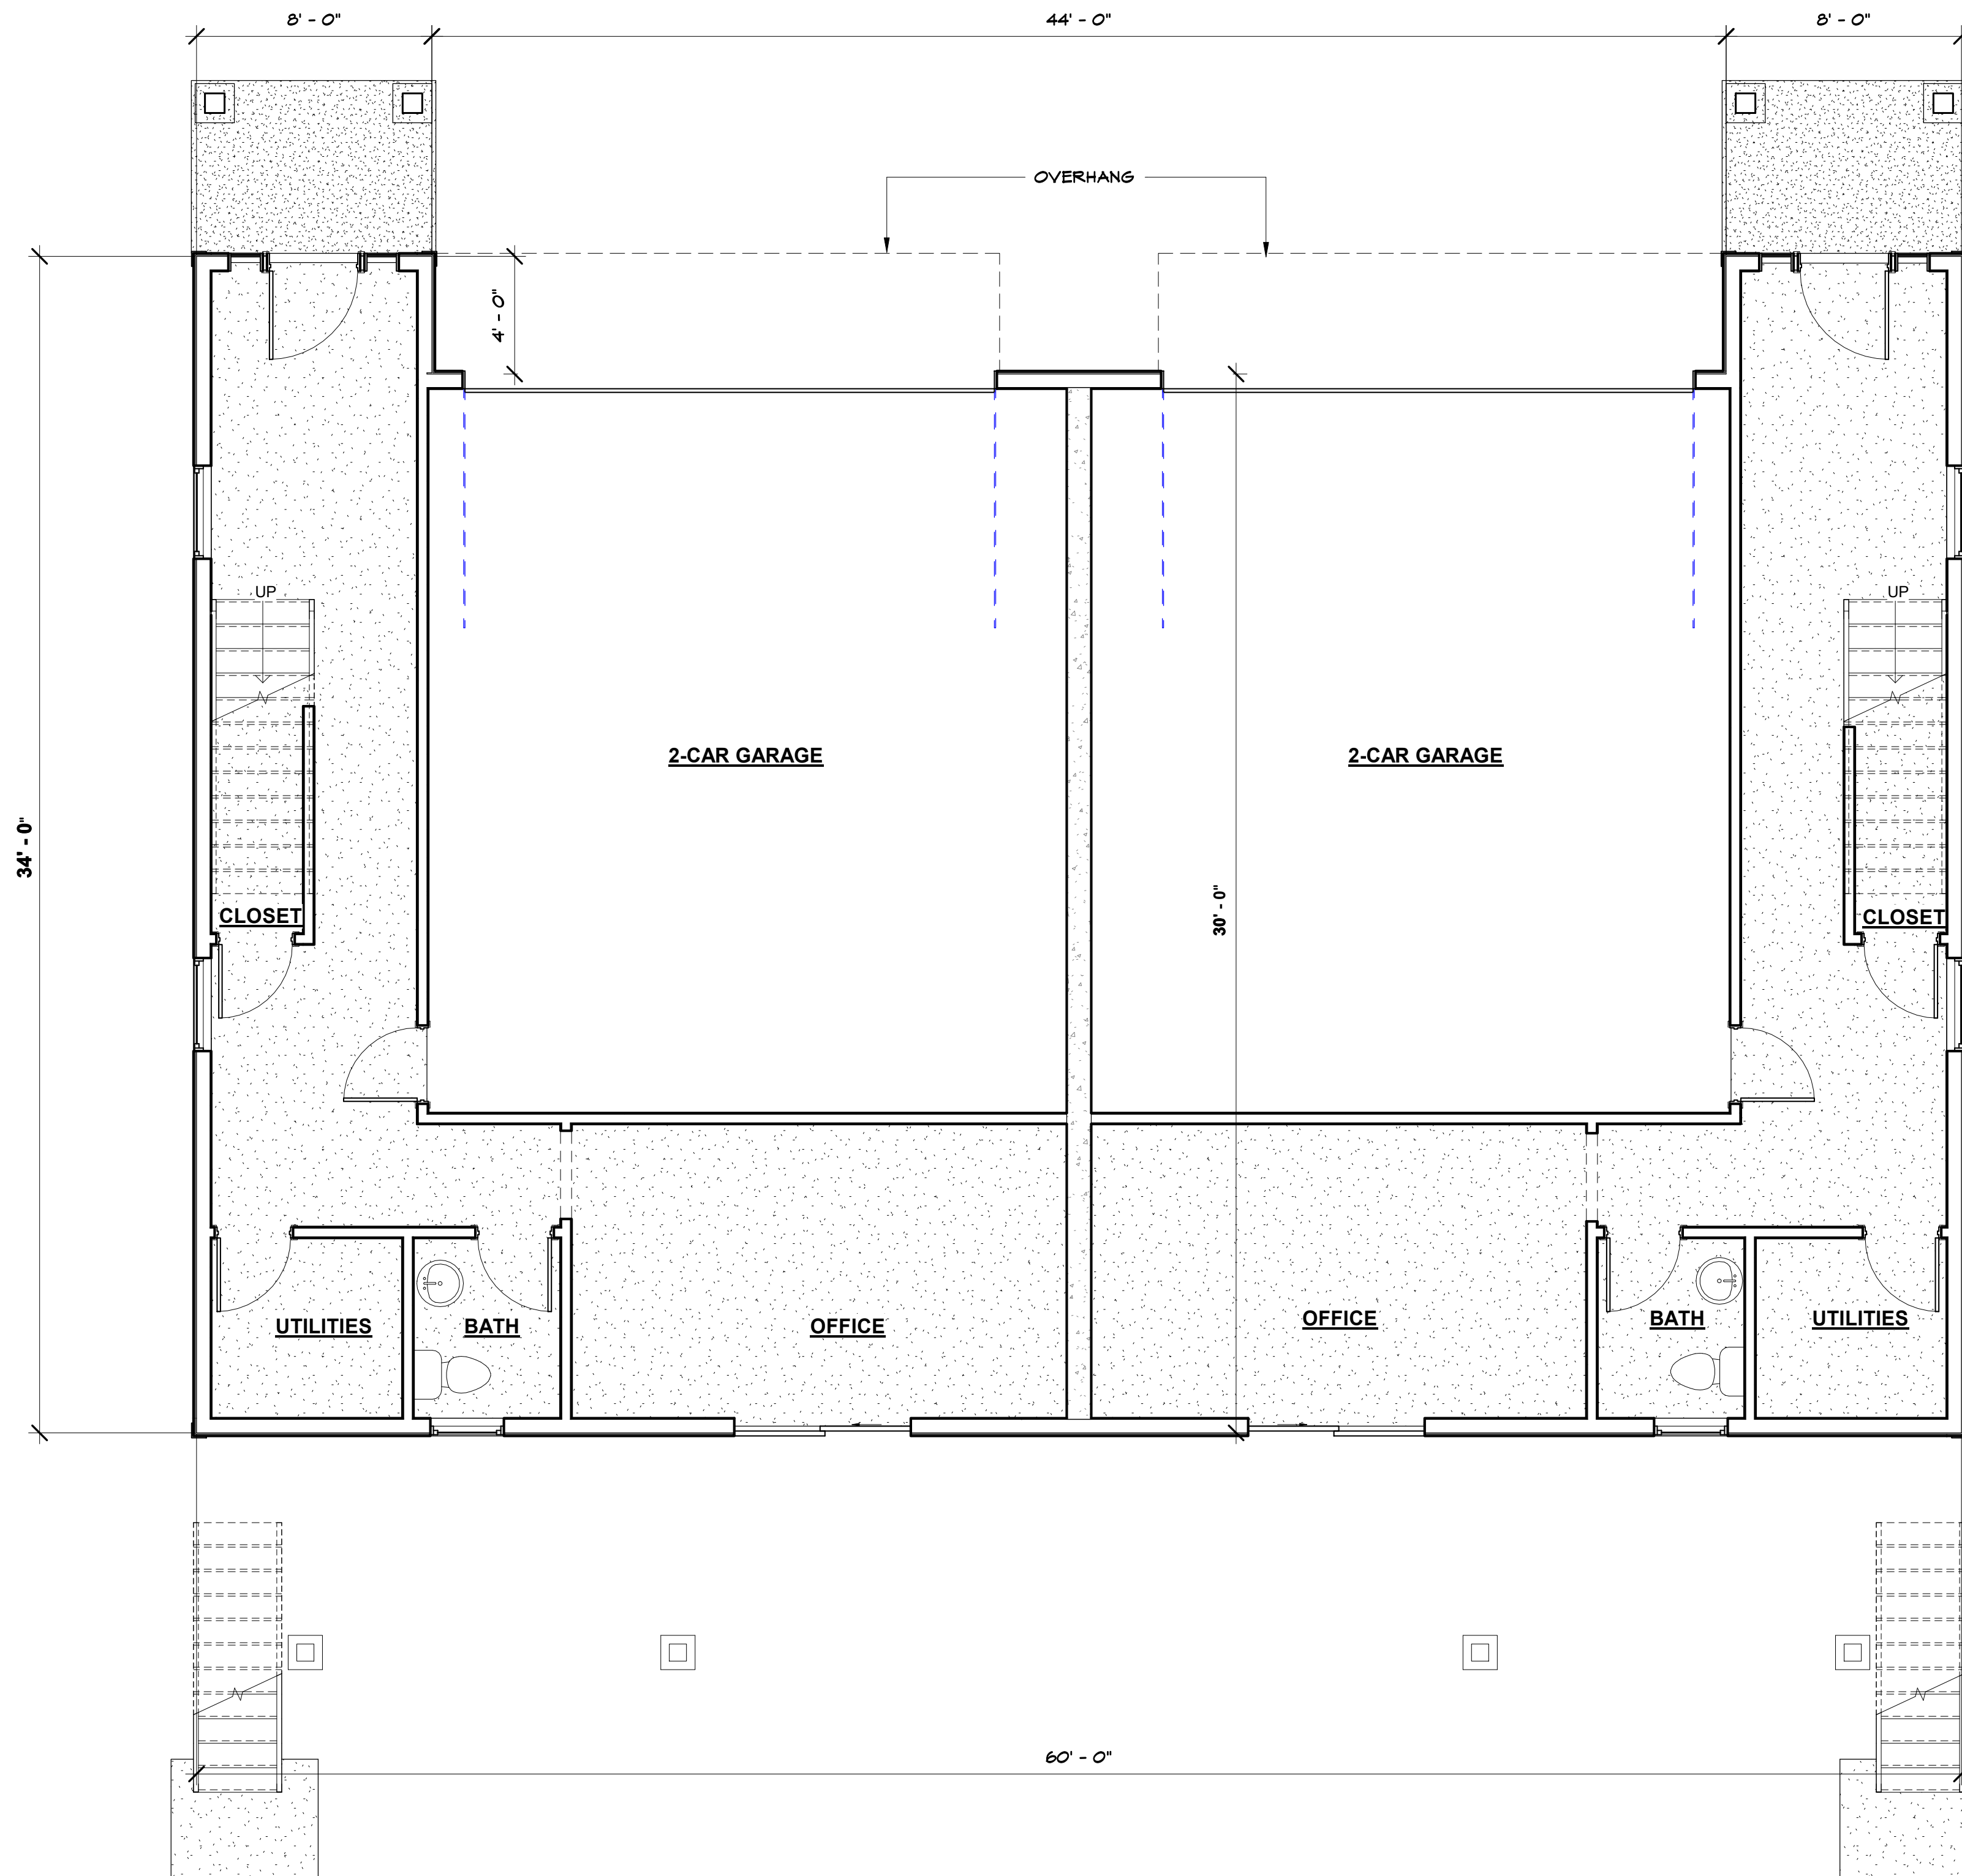 8' - 0"
44' - 0"
8' - 0"
OVERHANG
4' - 0"
UP
UP
2-CAR GARAGE
2-CAR GARAGE
34' - 0"
30' - 0"
CLOSET
CLOSET
UTILITIES
BATH
OFFICE
OFFICE
BATH
UTILITIES
60' - 0"